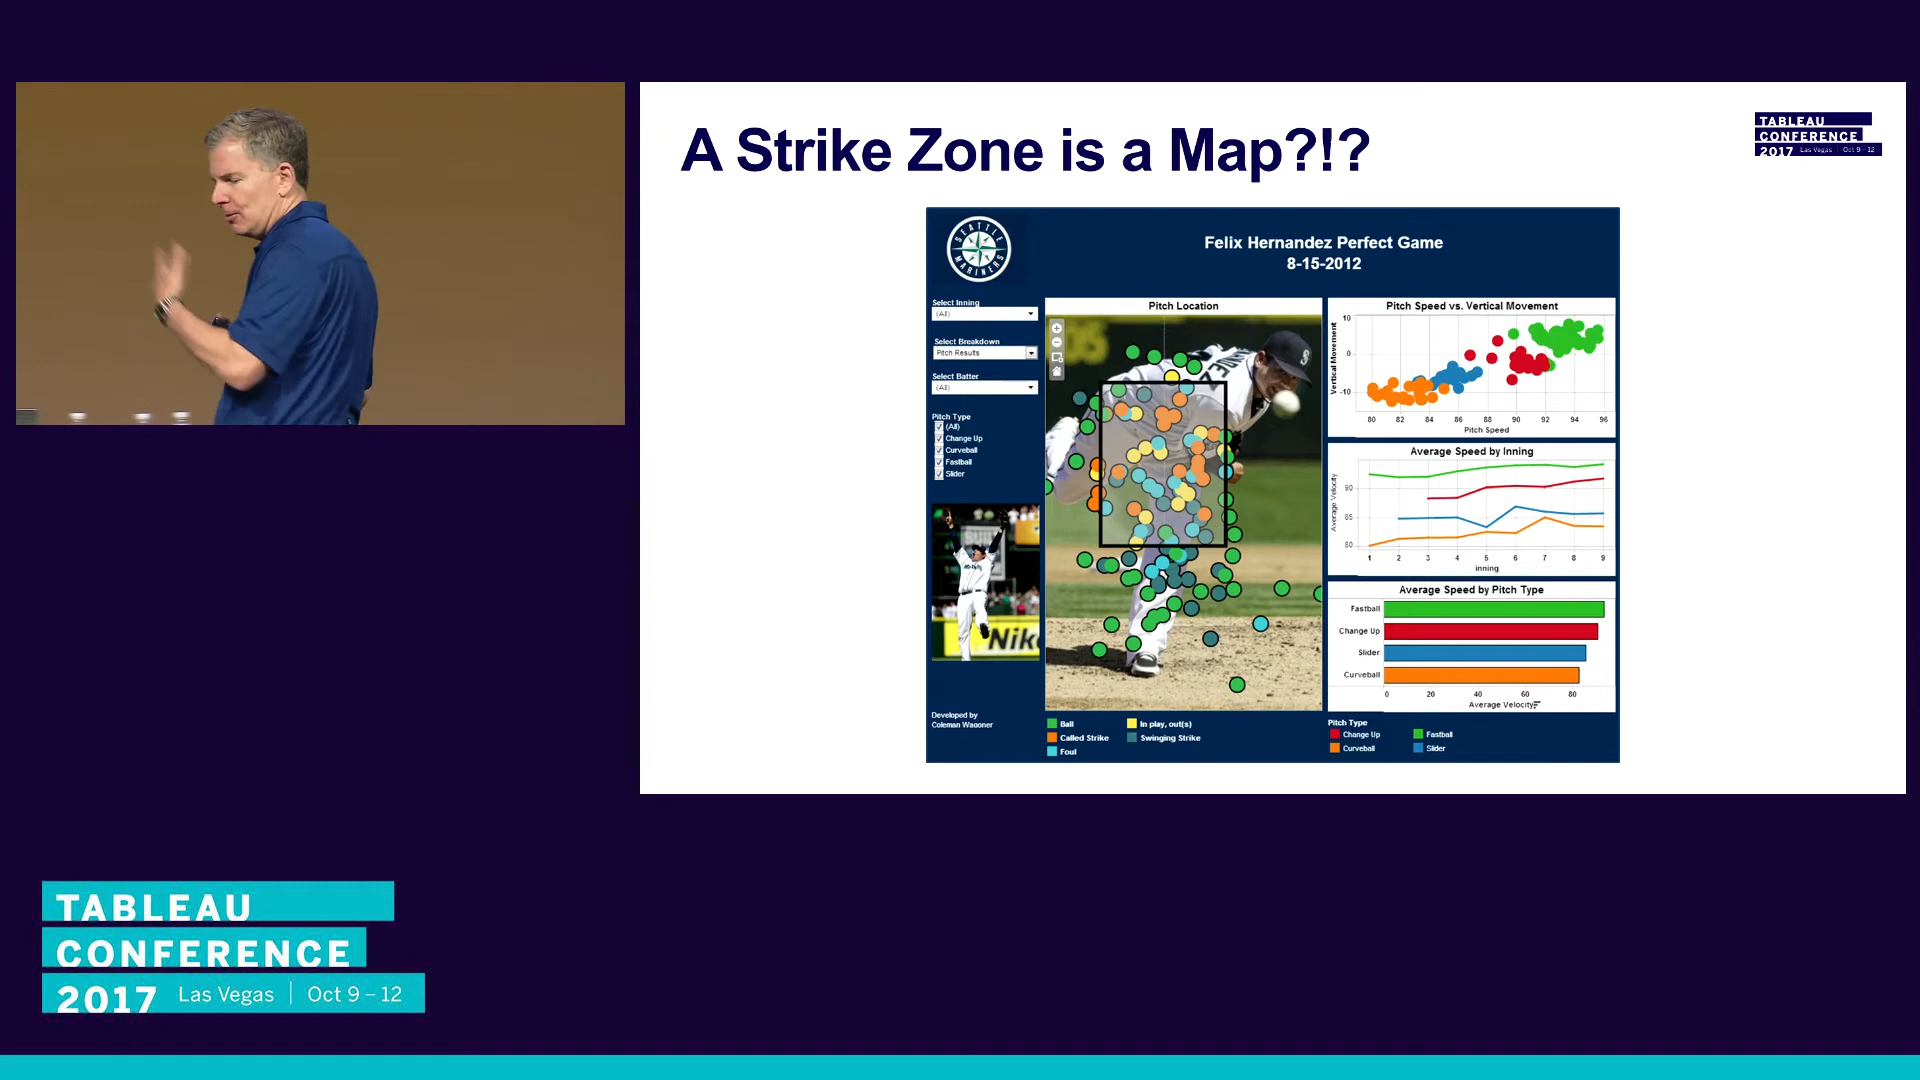 A Strike Zone is a Map?!?
TABLEAU
CONFERENCE
2017 Las Vegas | Oct 9 – 12
SEATTLE
MARINERS
Felix Hernandez Perfect Game
8-15-2012
Select Inning
(All)
Select Breakdown
Pitch Results
Select Batter
(All)
Pitch Type
(All)
Change Up
Curveball
Fastball
Slider
Nik
Developed by
Coleman Wagoner
Pitch Location
S
Ball
Called Strike
Foul
In play, out(s)
Swinging Strike
Pitch Speed vs. Vertical Movement
Vertical Movement
10
0
-10
80 82 84 86 88 90 92 94 96
Pitch Speed
Average Speed by Inning
Average Velocity
90
85
80
1 2 3 4 5 6 7 8 9
inning
Average Speed by Pitch Type
Fastball
Change Up
Slider
Curveball
0 20 40 60 80
Average Velocity
Pitch Type
Change Up
Curveball
Fastball
Slider
TABLEAU
CONFERENCE
2017 Las Vegas | Oct 9 – 12